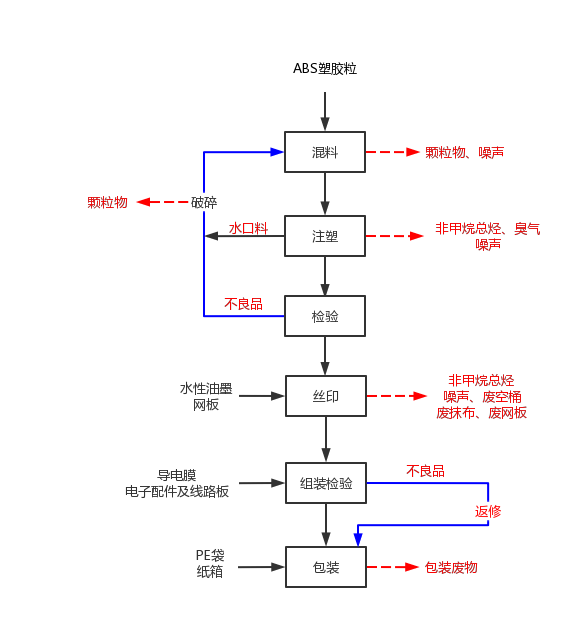 ABS塑胶粒
混料
颗粒物、噪声
颗粒物
破碎
水口料
注塑
非甲烷总烃、臭气
噪声
不良品
检验
水性油墨
网板
丝印
非甲烷总烃
噪声、废空桶
废抹布、废网板
导电膜
电子配件及线路板
组装检验
不良品
返修
PE袋
纸箱
包装
包装废物